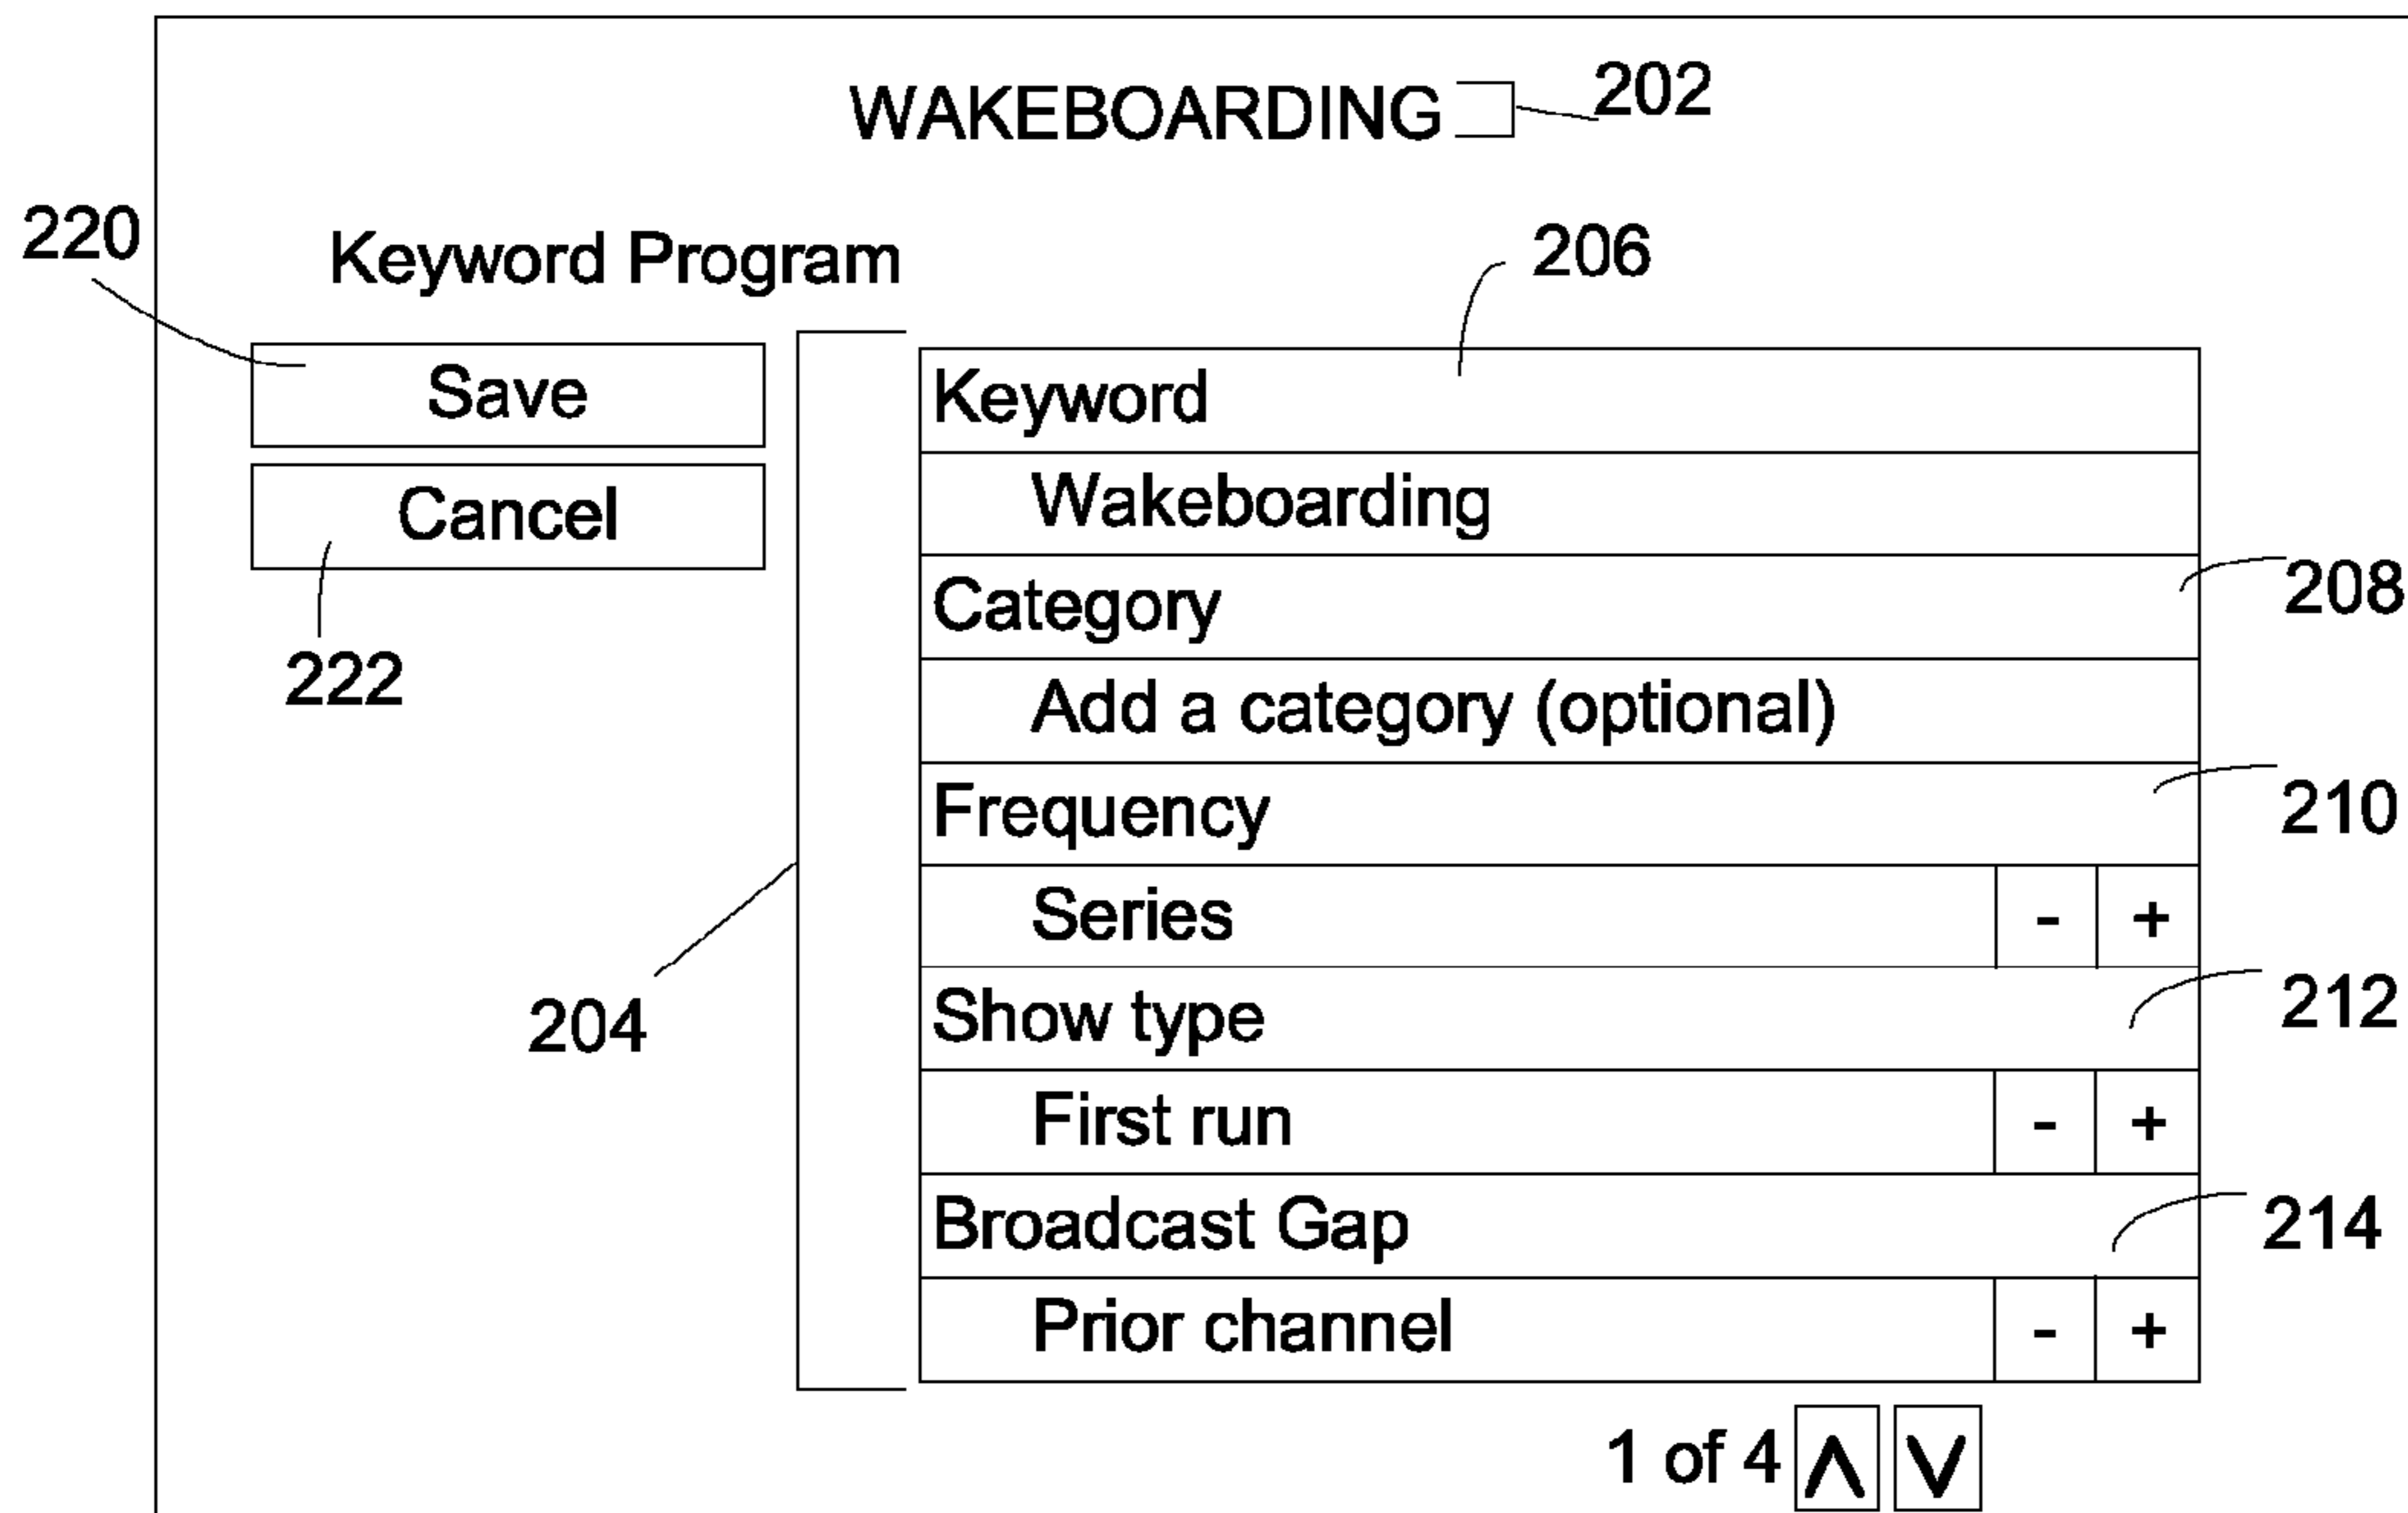 WAKEBOARDING 202
220 Keyword Program 206
Save
Cancel
222
204
Keyword
Wakeboarding
Category 208
Add a category (optional)
Frequency 210
Series - +
Show type 212
First run - +
Broadcast Gap 214
Prior channel - +
1 of 4 Λ V